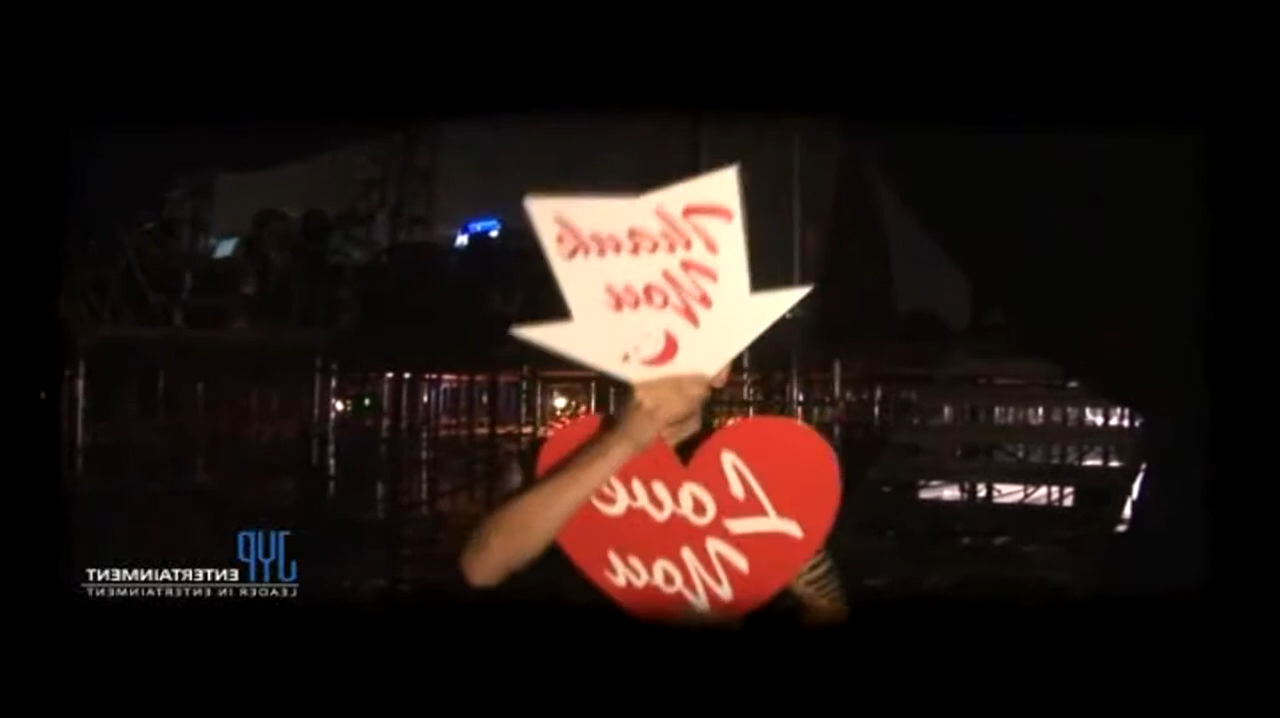 Thank
You
Love
You
JYP
ENTERTAINMENT
LEADER IN ENTERTAINMENT